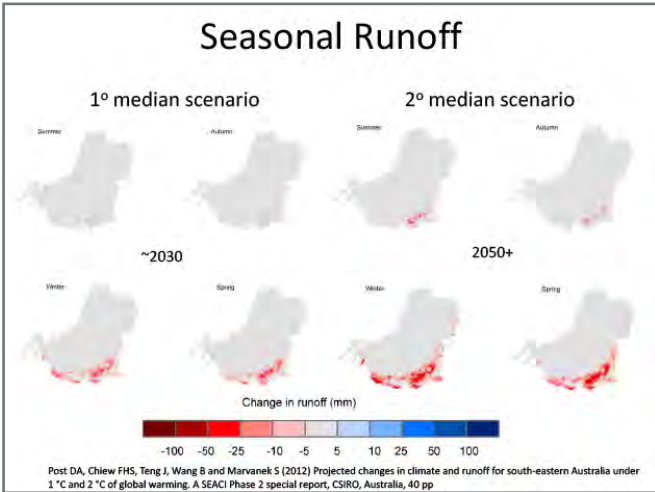 Seasonal Runoff
1º median scenario
2º median scenario
Summer
Autumn
Summer
Autumn
~2030
2050+
Winter
Spring
Winter
Spring
Change in runoff (mm)
-100 -50 -25 -10 -5 5 10 25 50 100
Post DA, Chiew FHS, Teng J, Wang B and Marvanek S (2012) Projected changes in climate and runoff for south-eastern Australia under
1 °C and 2 °C of global warming. A SEACI Phase 2 special report, CSIRO, Australia, 40 pp